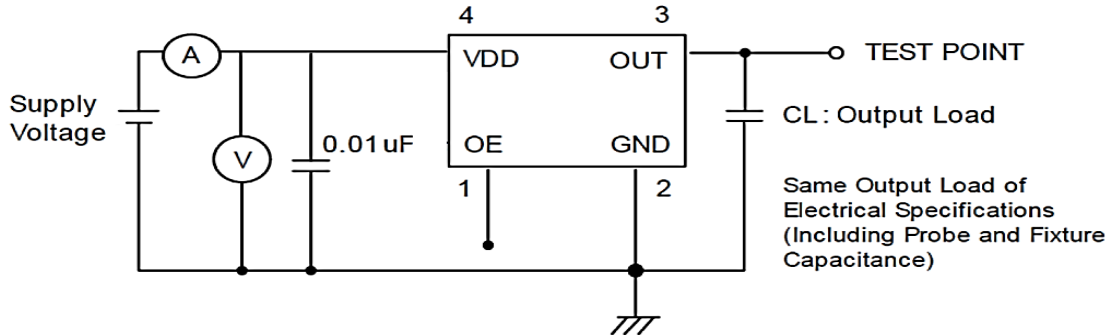 4
3
A
VDD
OUT
TEST POINT
Supply
Voltage
CL: Output Load
V
0.01uF
OE
GND
1
2
Same Output Load of
Electrical Specifications
(Including Probe and Fixture
Capacitance)